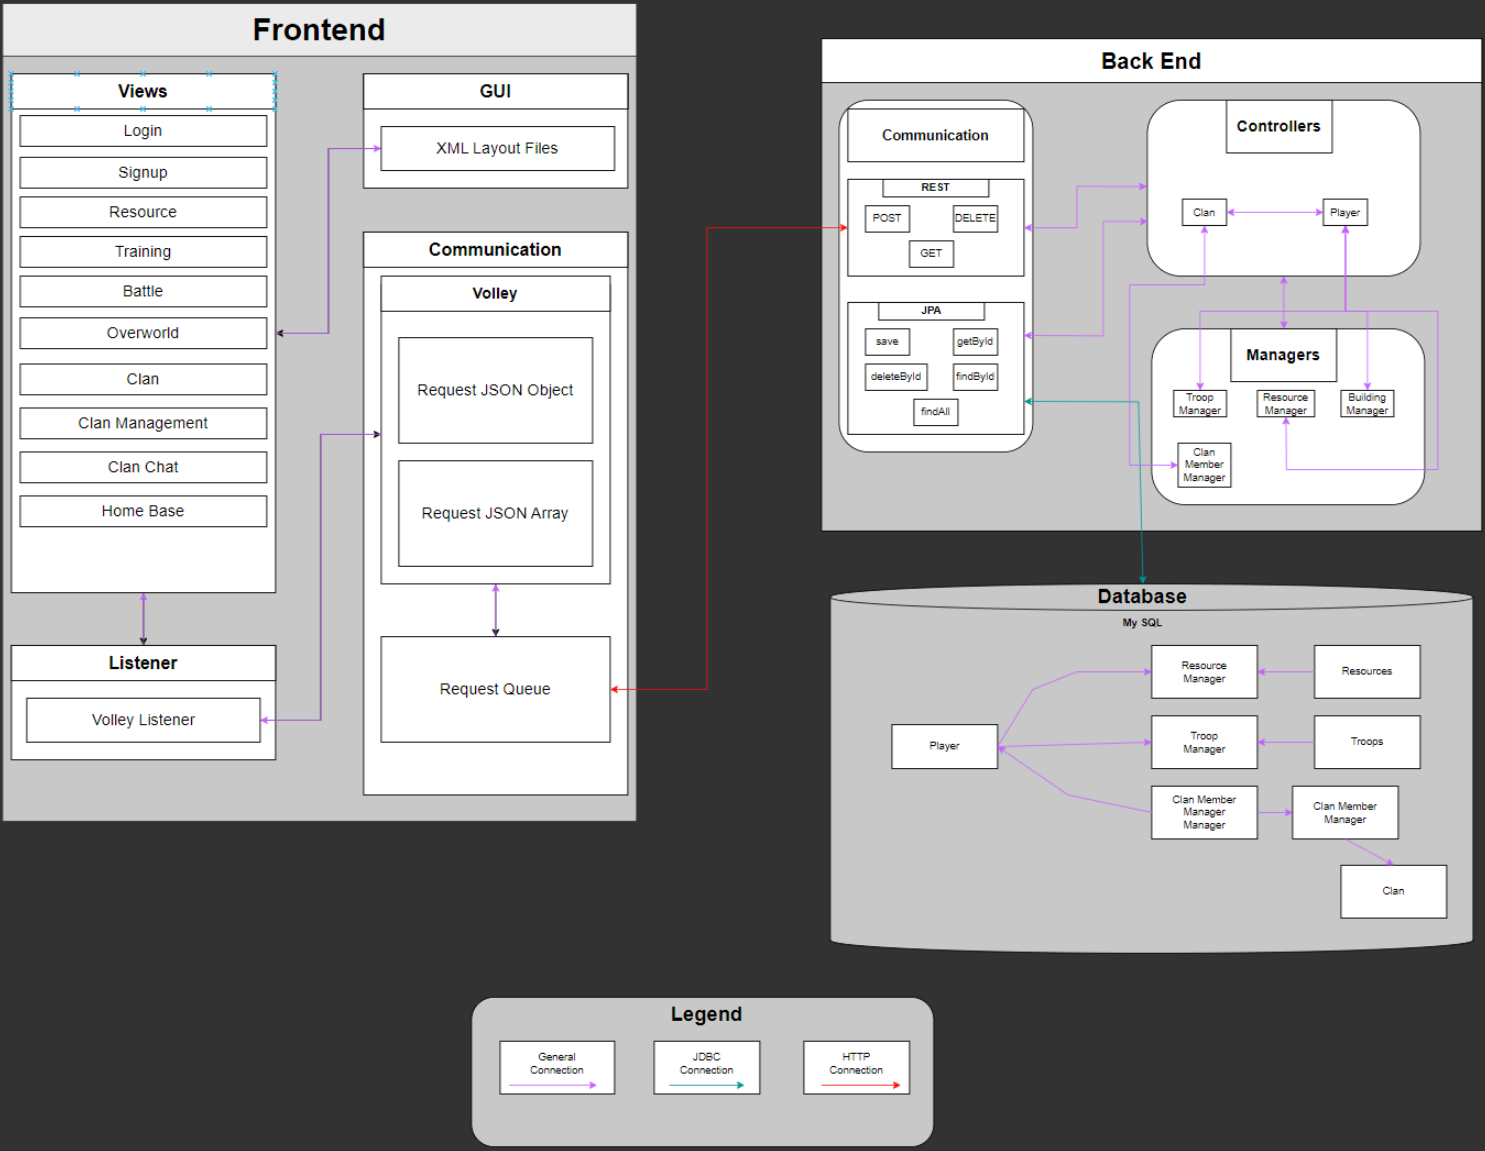 Frontend
Views
Login
Signup
Resource
Training
Battle
Overworld
Clan
Clan Management
Clan Chat
Home Base
Listener
Volley Listener
GUI
XML Layout Files
Communication
Volley
Request JSON Object
Request JSON Array
Request Queue
Back End
Communication
REST
POST
DELETE
GET
JPA
save
getById
deleteById
findById
findAll
Controllers
Clan
Player
Managers
Troop
Manager
Resource
Manager
Building
Manager
Clan
Member
Manager
Database
My SQL
Player
Resource
Manager
Resources
Troop
Manager
Troops
Clan Member
Manager
Manager
Clan Member
Manager
Clan
Legend
General
Connection
JDBC
Connection
HTTP
Connection